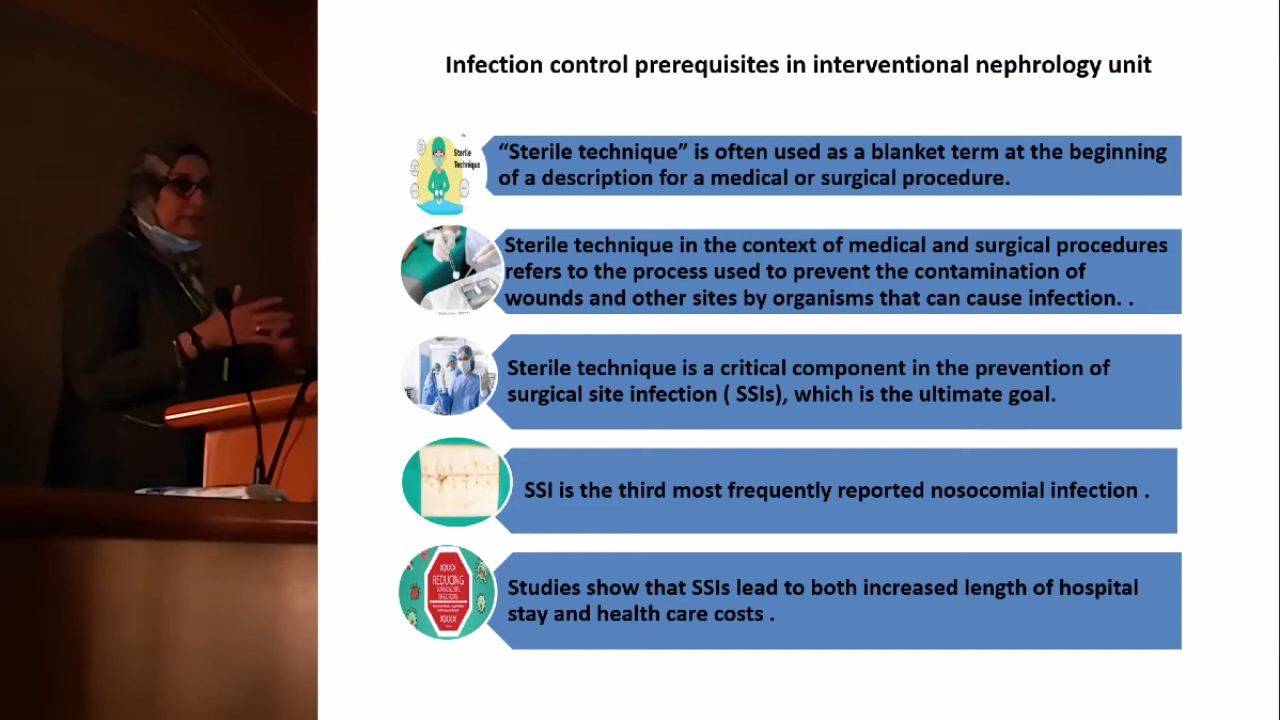 Infection control prerequisites in interventional nephrology unit
Sterile
Technique
“Sterile technique” is often used as a blanket term at the beginning
of a description for a medical or surgical procedure.
Sterile technique in the context of medical and surgical procedures
refers to the process used to prevent the contamination of
wounds and other sites by organisms that can cause infection. .
Sterile technique is a critical component in the prevention of
surgical site infection ( SSIs), which is the ultimate goal.
SSI is the third most frequently reported nosocomial infection .
XXXX
REDUCING
XXXX
Studies show that SSIs lead to both increased length of hospital
stay and health care costs .